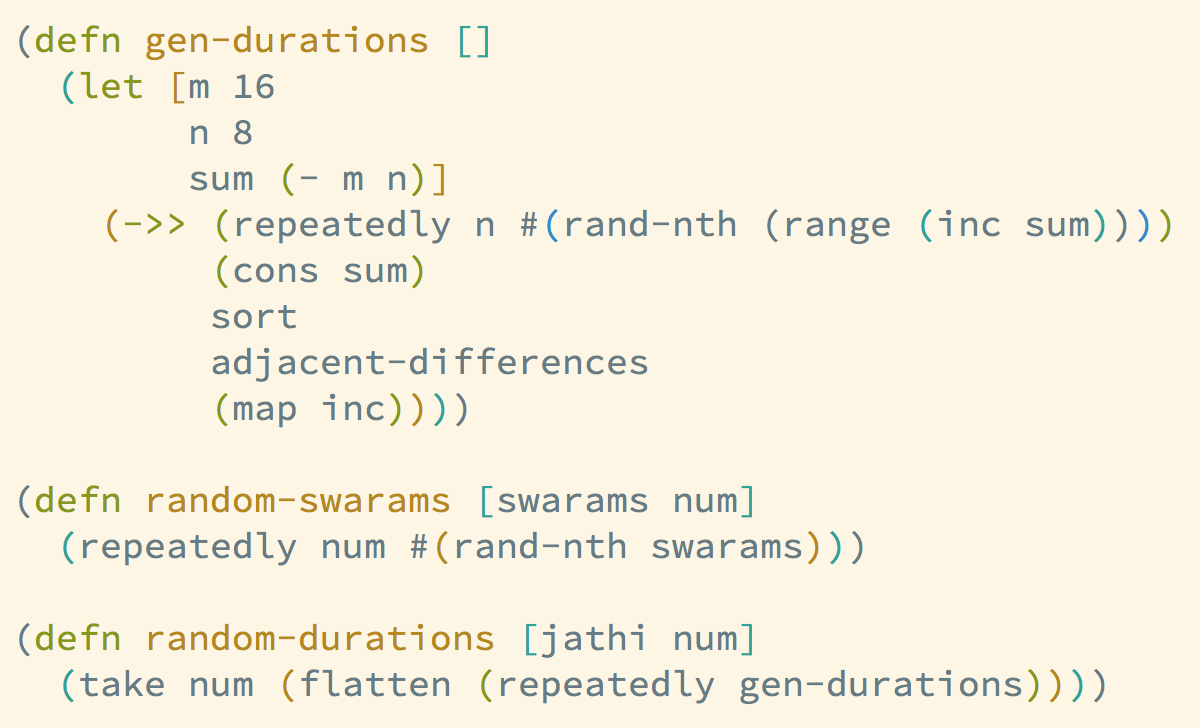 (defn gen-durations []
  (let [m 16
        n 8
        sum (- m n)]
    (->> (repeatedly n #(rand-nth (range (inc sum))))
         (cons sum)
         sort
         adjacent-differences
         (map inc))))

(defn random-swarams [swarams num]
  (repeatedly num #(rand-nth swarams)))

(defn random-durations [jathi num]
  (take num (flatten (repeatedly gen-durations))))